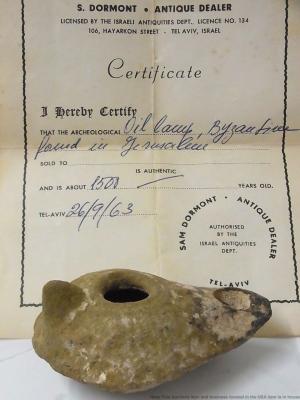 S. DORMONT • ANTIQUE DEALER
LICENSED BY THE ISRAELI ANTIQUITIES DEPT., LICENCE NO. 134
106, HAYARKON STREET - TEL-AVIV, ISRAEL
Certificate
I Hereby Certify
THAT THE ARCHEOLOGICAL Oil lamp, Byzantine
found in Jerusalem
SOLD TO
IS AUTHENTIC
AND IS ABOUT 1500 YEARS OLD.
TEL-AVIV 26/9/63
SAM DORMONT • ANTIQUE DEALER
AUTHORISED
BY THE
ISRAEL ANTIQUITIES
DEPT.
TEL-AVIV